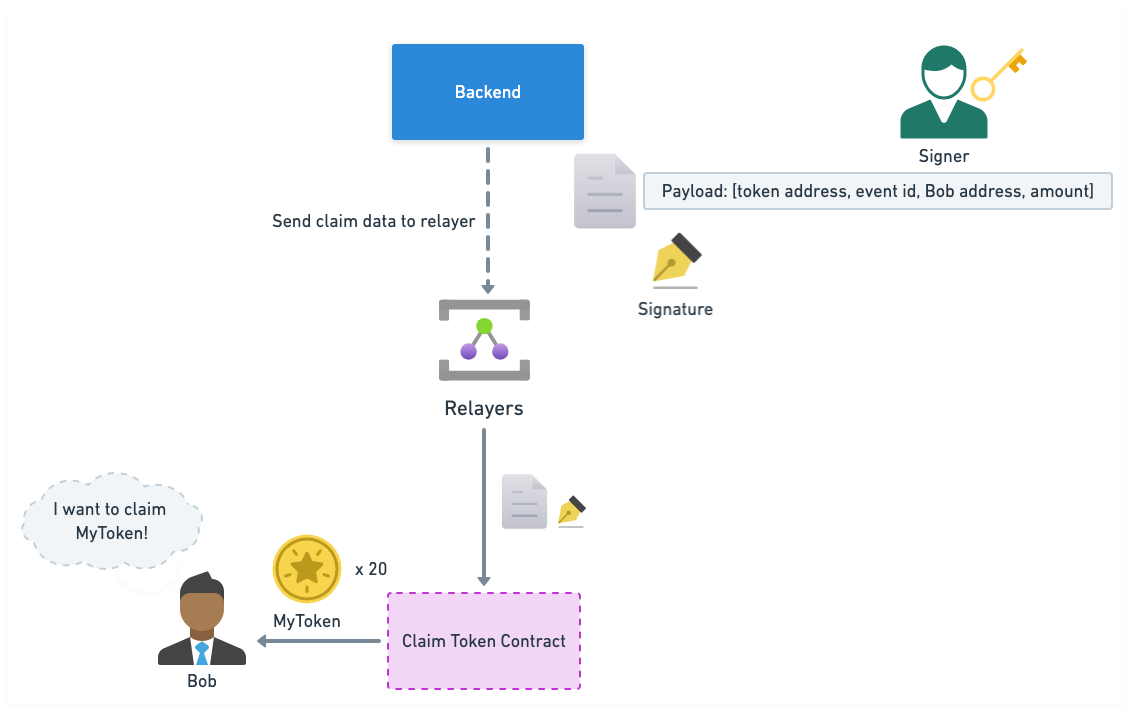 Backend
Signer
Payload: [token address, event id, Bob address, amount]
Send claim data to relayer
Signature
Relayers
I want to claim
MyToken!
x 20
MyToken
Claim Token Contract
Bob